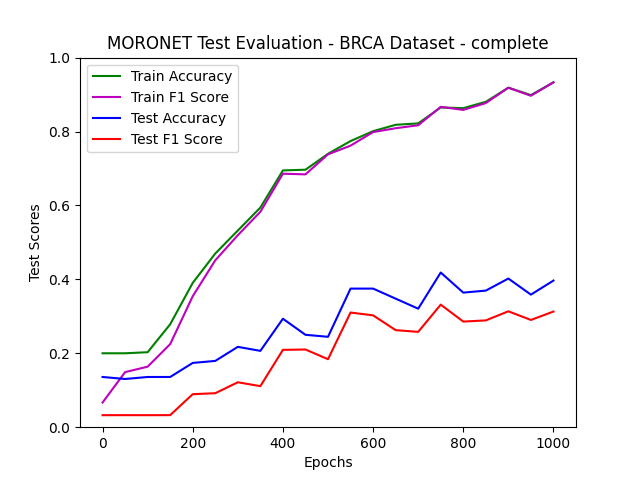 MORONET Test Evaluation - BRCA Dataset - complete
Train Accuracy
Train F1 Score
Test Accuracy
Test F1 Score
1.0
0.8
0.6
0.4
0.2
0.0
Test Scores
0 200 400 600 800 1000
Epochs